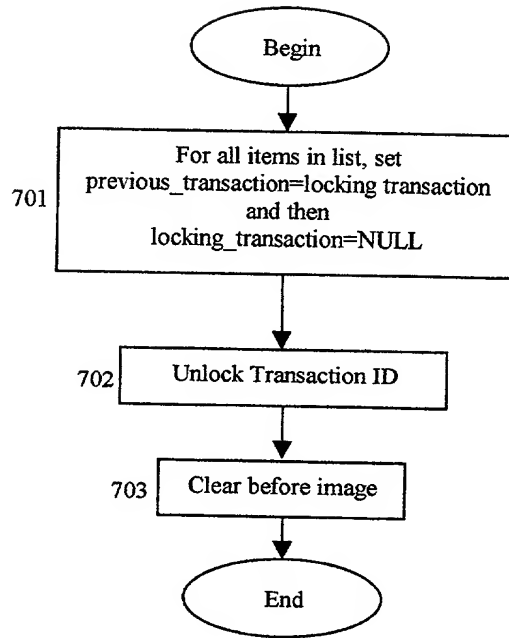 Begin
For all items in list, set
previous_transaction=locking transaction
and then
locking_transaction=NULL
701
Unlock Transaction ID
702
Clear before image
703
End